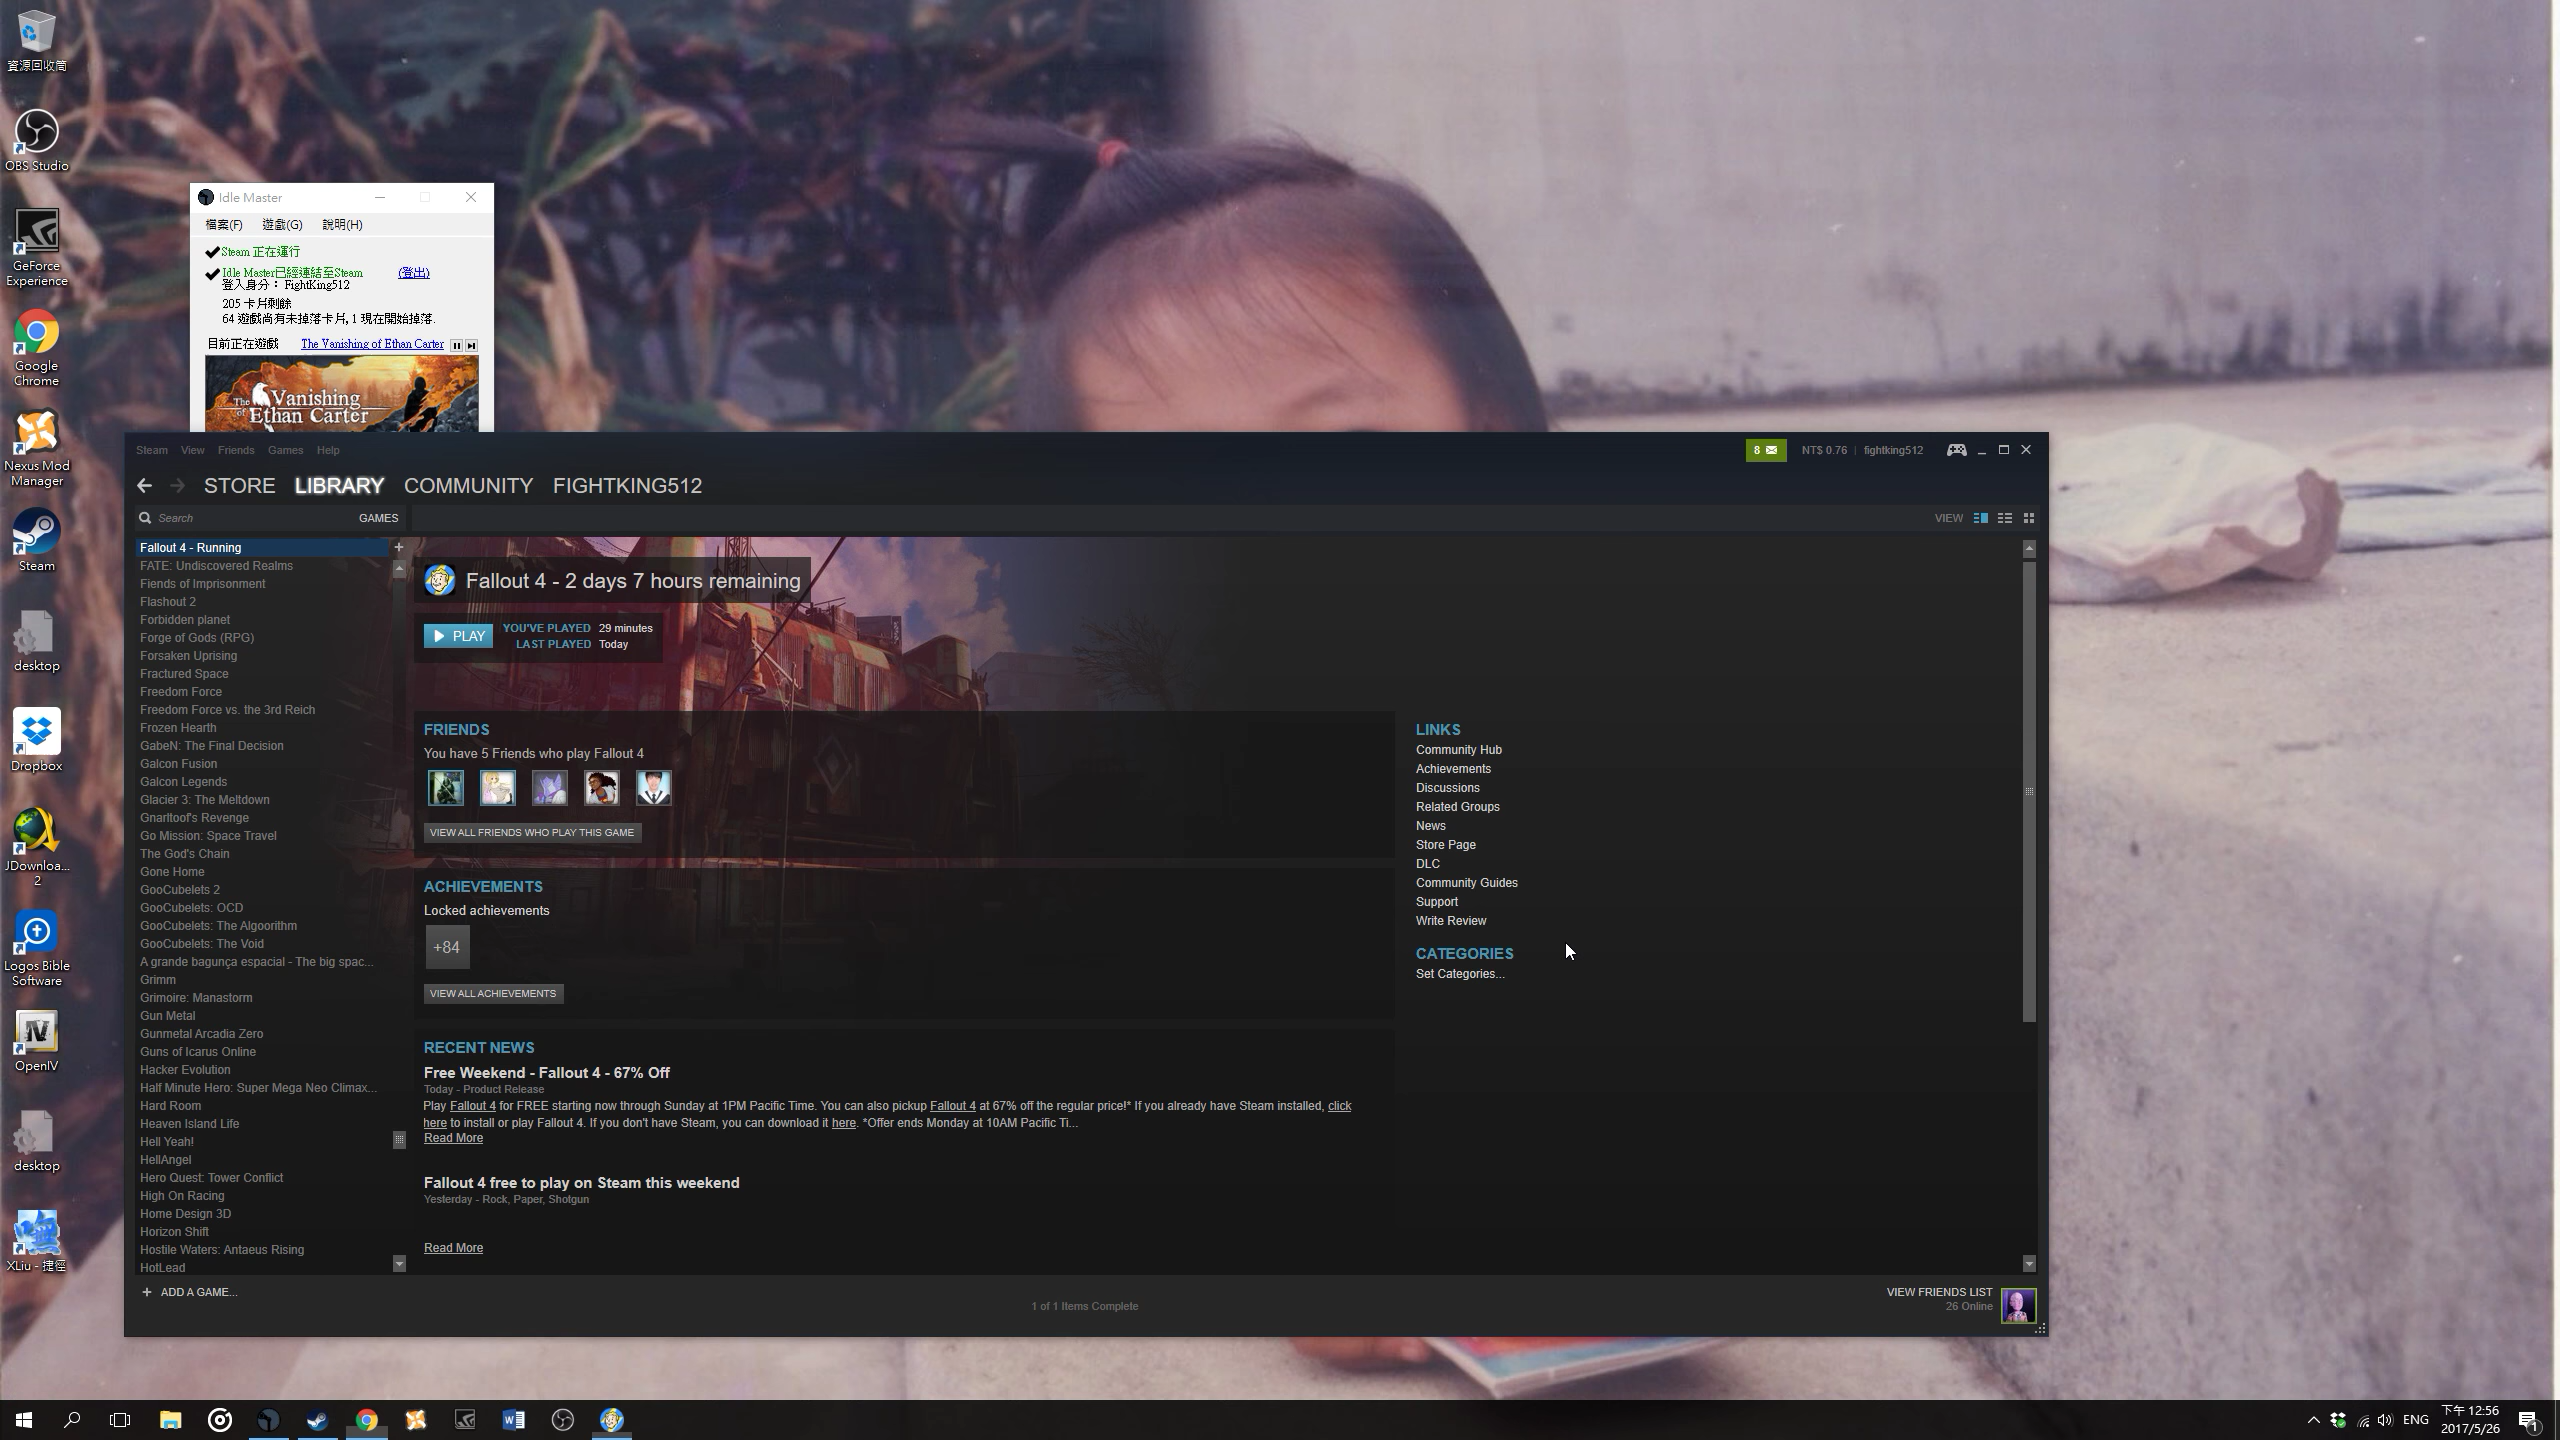 資源回收筒
OBS Studio
GeForce
Experience
Google
Chrome
Nexus Mod
Manager
Steam
desktop
Dropbox
JDownloa...
2
Logos Bible
Software
OpenIV
desktop
XLiu - 捷徑
Idle Master
檔案(F) 遊戲(G) 說明(H)
Steam 正在運行
Idle Master已經連結至Steam (登出)
登入身分： FightKing512
205 卡片剩餘
64 遊戲尚有未掉落卡片, 1 現在開始掉落.
目前正在遊戲 The Vanishing of Ethan Carter
The Vanishing
of Ethan Carter
Steam View Friends Games Help
8 NT$ 0.76 | fightking512
STORE LIBRARY COMMUNITY FIGHTKING512
Search GAMES
VIEW
Fallout 4 - Running
FATE: Undiscovered Realms
Fiends of Imprisonment
Flashout 2
Forbidden planet
Forge of Gods (RPG)
Forsaken Uprising
Fractured Space
Freedom Force
Freedom Force vs. the 3rd Reich
Frozen Hearth
GabeN: The Final Decision
Galcon Fusion
Galcon Legends
Glacier 3: The Meltdown
Gnarltoof's Revenge
Go Mission: Space Travel
The God's Chain
Gone Home
GooCubelets 2
GooCubelets: OCD
GooCubelets: The Algoorithm
GooCubelets: The Void
A grande bagunça espacial - The big spac...
Grimm
Grimoire: Manastorm
Gun Metal
Gunmetal Arcadia Zero
Guns of Icarus Online
Hacker Evolution
Half Minute Hero: Super Mega Neo Climax...
Hard Room
Heaven Island Life
Hell Yeah!
HellAngel
Hero Quest: Tower Conflict
High On Racing
Home Design 3D
Horizon Shift
Hostile Waters: Antaeus Rising
HotLead
+ ADD A GAME...
Fallout 4 - 2 days 7 hours remaining
PLAY
YOU'VE PLAYED 29 minutes
LAST PLAYED Today
FRIENDS
You have 5 Friends who play Fallout 4
VIEW ALL FRIENDS WHO PLAY THIS GAME
ACHIEVEMENTS
Locked achievements
+84
VIEW ALL ACHIEVEMENTS
RECENT NEWS
Free Weekend - Fallout 4 - 67% Off
Today - Product Release
Play Fallout 4 for FREE starting now through Sunday at 1PM Pacific Time. You can also pickup Fallout 4 at 67% off the regular price!* If you already have Steam installed, click
here to install or play Fallout 4. If you don't have Steam, you can download it here. *Offer ends Monday at 10AM Pacific Ti...
Read More
Fallout 4 free to play on Steam this weekend
Yesterday - Rock, Paper, Shotgun
Read More
LINKS
Community Hub
Achievements
Discussions
Related Groups
News
Store Page
DLC
Community Guides
Support
Write Review
CATEGORIES
Set Categories...
1 of 1 Items Complete
VIEW FRIENDS LIST
26 Online
ENG
下午 12:56
2017/5/26
1